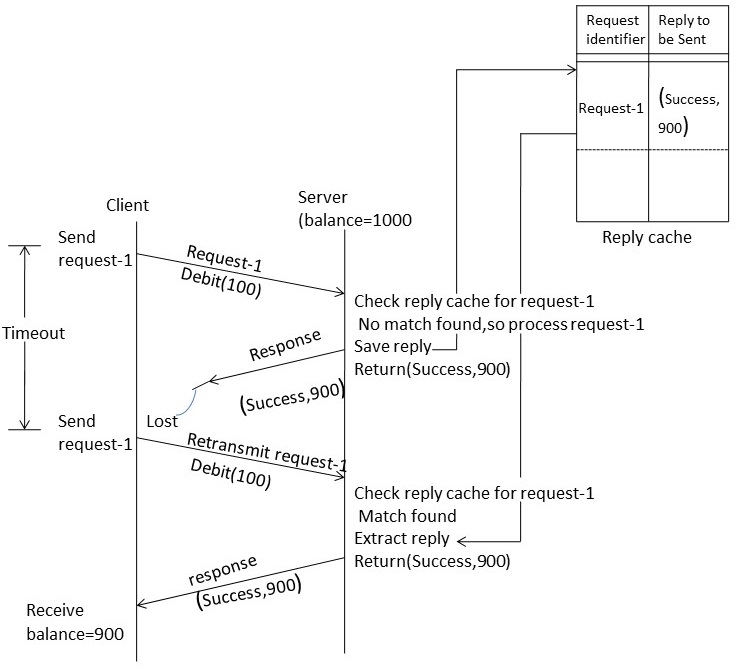 Request identifier
Reply to be Sent
Request-1
(Success, 900)
Reply cache
Client
Server
(balance=1000
Send
request-1
Request-1
Debit(100)
Timeout
Check reply cache for request-1
No match found,so process request-1
Save reply
Return(Success,900)
Response
(Success,900)
Lost
Send
request-1
Retransmit request-1
Debit(100)
Check reply cache for request-1
Match found
Extract reply
Return(Success,900)
response
(Success,900)
Receive
balance=900